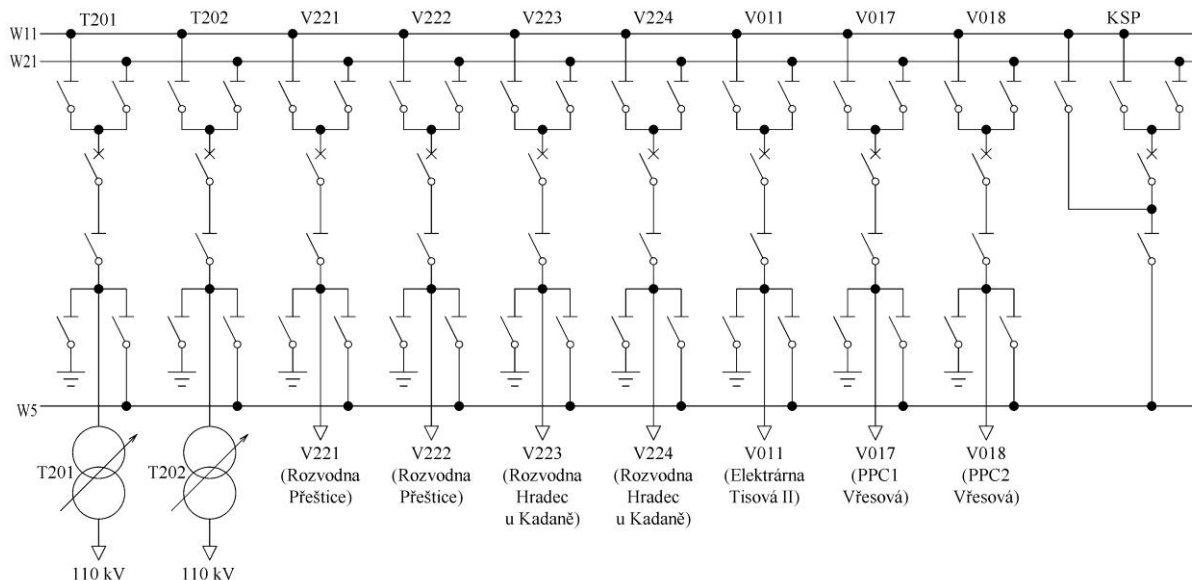 T201 T202 V221 V222 V223 V224 V011 V017 V018 KSP
W11
W21
W5
T201
T202
110 kV
110 kV
V221
(Rozvodna
Přeštice)
V222
(Rozvodna
Přeštice)
V223
(Rozvodna
Hradec
u Kadaně)
V224
(Rozvodna
Hradec
u Kadaně)
V011
(Elektrárna
Tisová II)
V017
(PPC1
Vřesová)
V018
(PPC2
Vřesová)